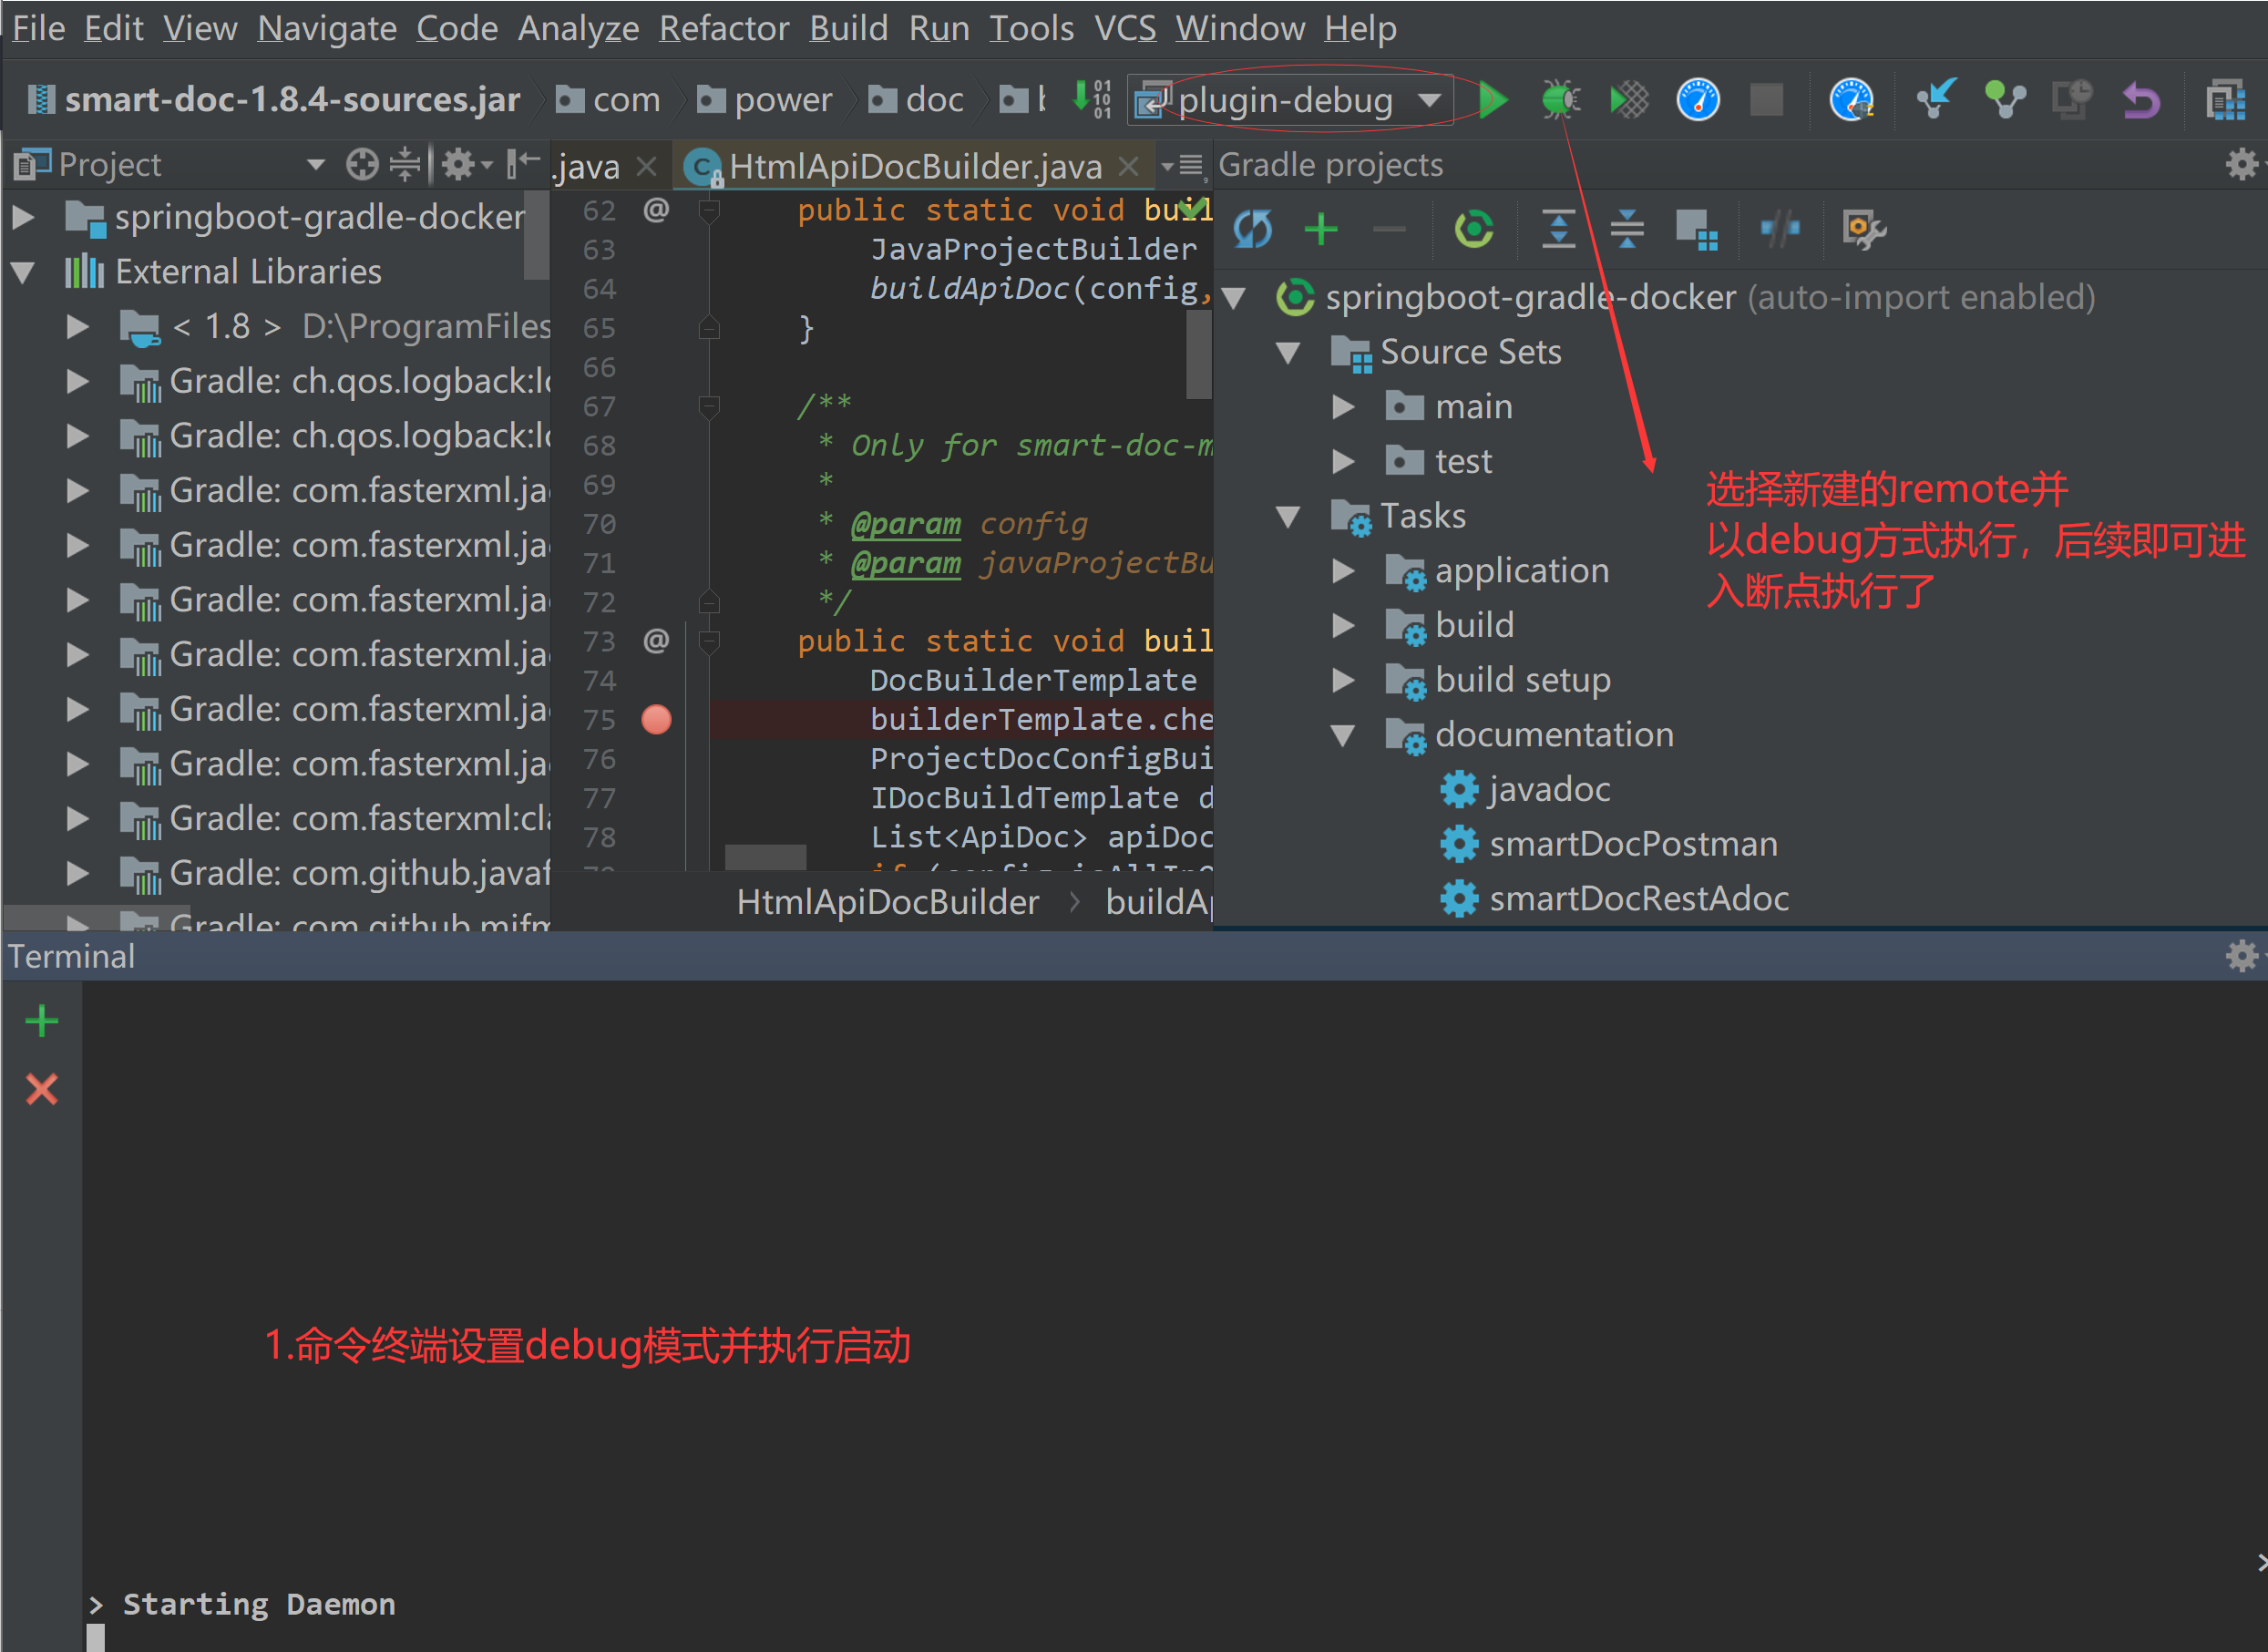 File Edit View Navigate Code Analyze Refactor Build Run Tools VCS Window Help
smart-doc-1.8.4-sources.jar com power doc plugin-debug
Project
.java HtmlApiDocBuilder.java
Gradle projects
springboot-gradle-docker
External Libraries
< 1.8 > D:\ProgramFiles
Gradle: ch.qos.logback:lo
Gradle: ch.qos.logback:lo
Gradle: com.fasterxml.jac
Gradle: com.fasterxml.jac
Gradle: com.fasterxml.jac
Gradle: com.fasterxml.jac
Gradle: com.fasterxml.jac
Gradle: com.fasterxml.jac
Gradle: com.fasterxml:cla
Gradle: com.github.javaf
Gradle: com.github.mifm
62 @ public static void buil
63 JavaProjectBuilder
64 buildApiDoc(config,
65 }
66
67 /**
68 * Only for smart-doc-m
69 *
70 * @param config
71 * @param javaProjectBu
72 */
73 @ public static void buil
74 DocBuilderTemplate
75 builderTemplate.che
76 ProjectDocConfigBui
77 IDocBuildTemplate d
78 List<ApiDoc> apiDoc
HtmlApiDocBuilder › buildAp
springboot-gradle-docker (auto-import enabled)
Source Sets
main
test
Tasks
application
build
build setup
documentation
javadoc
smartDocPostman
smartDocRestAdoc
选择新建的remote并
以debug方式执行，后续即可进
入断点执行了
Terminal
1.命令终端设置debug模式并执行启动
> Starting Daemon